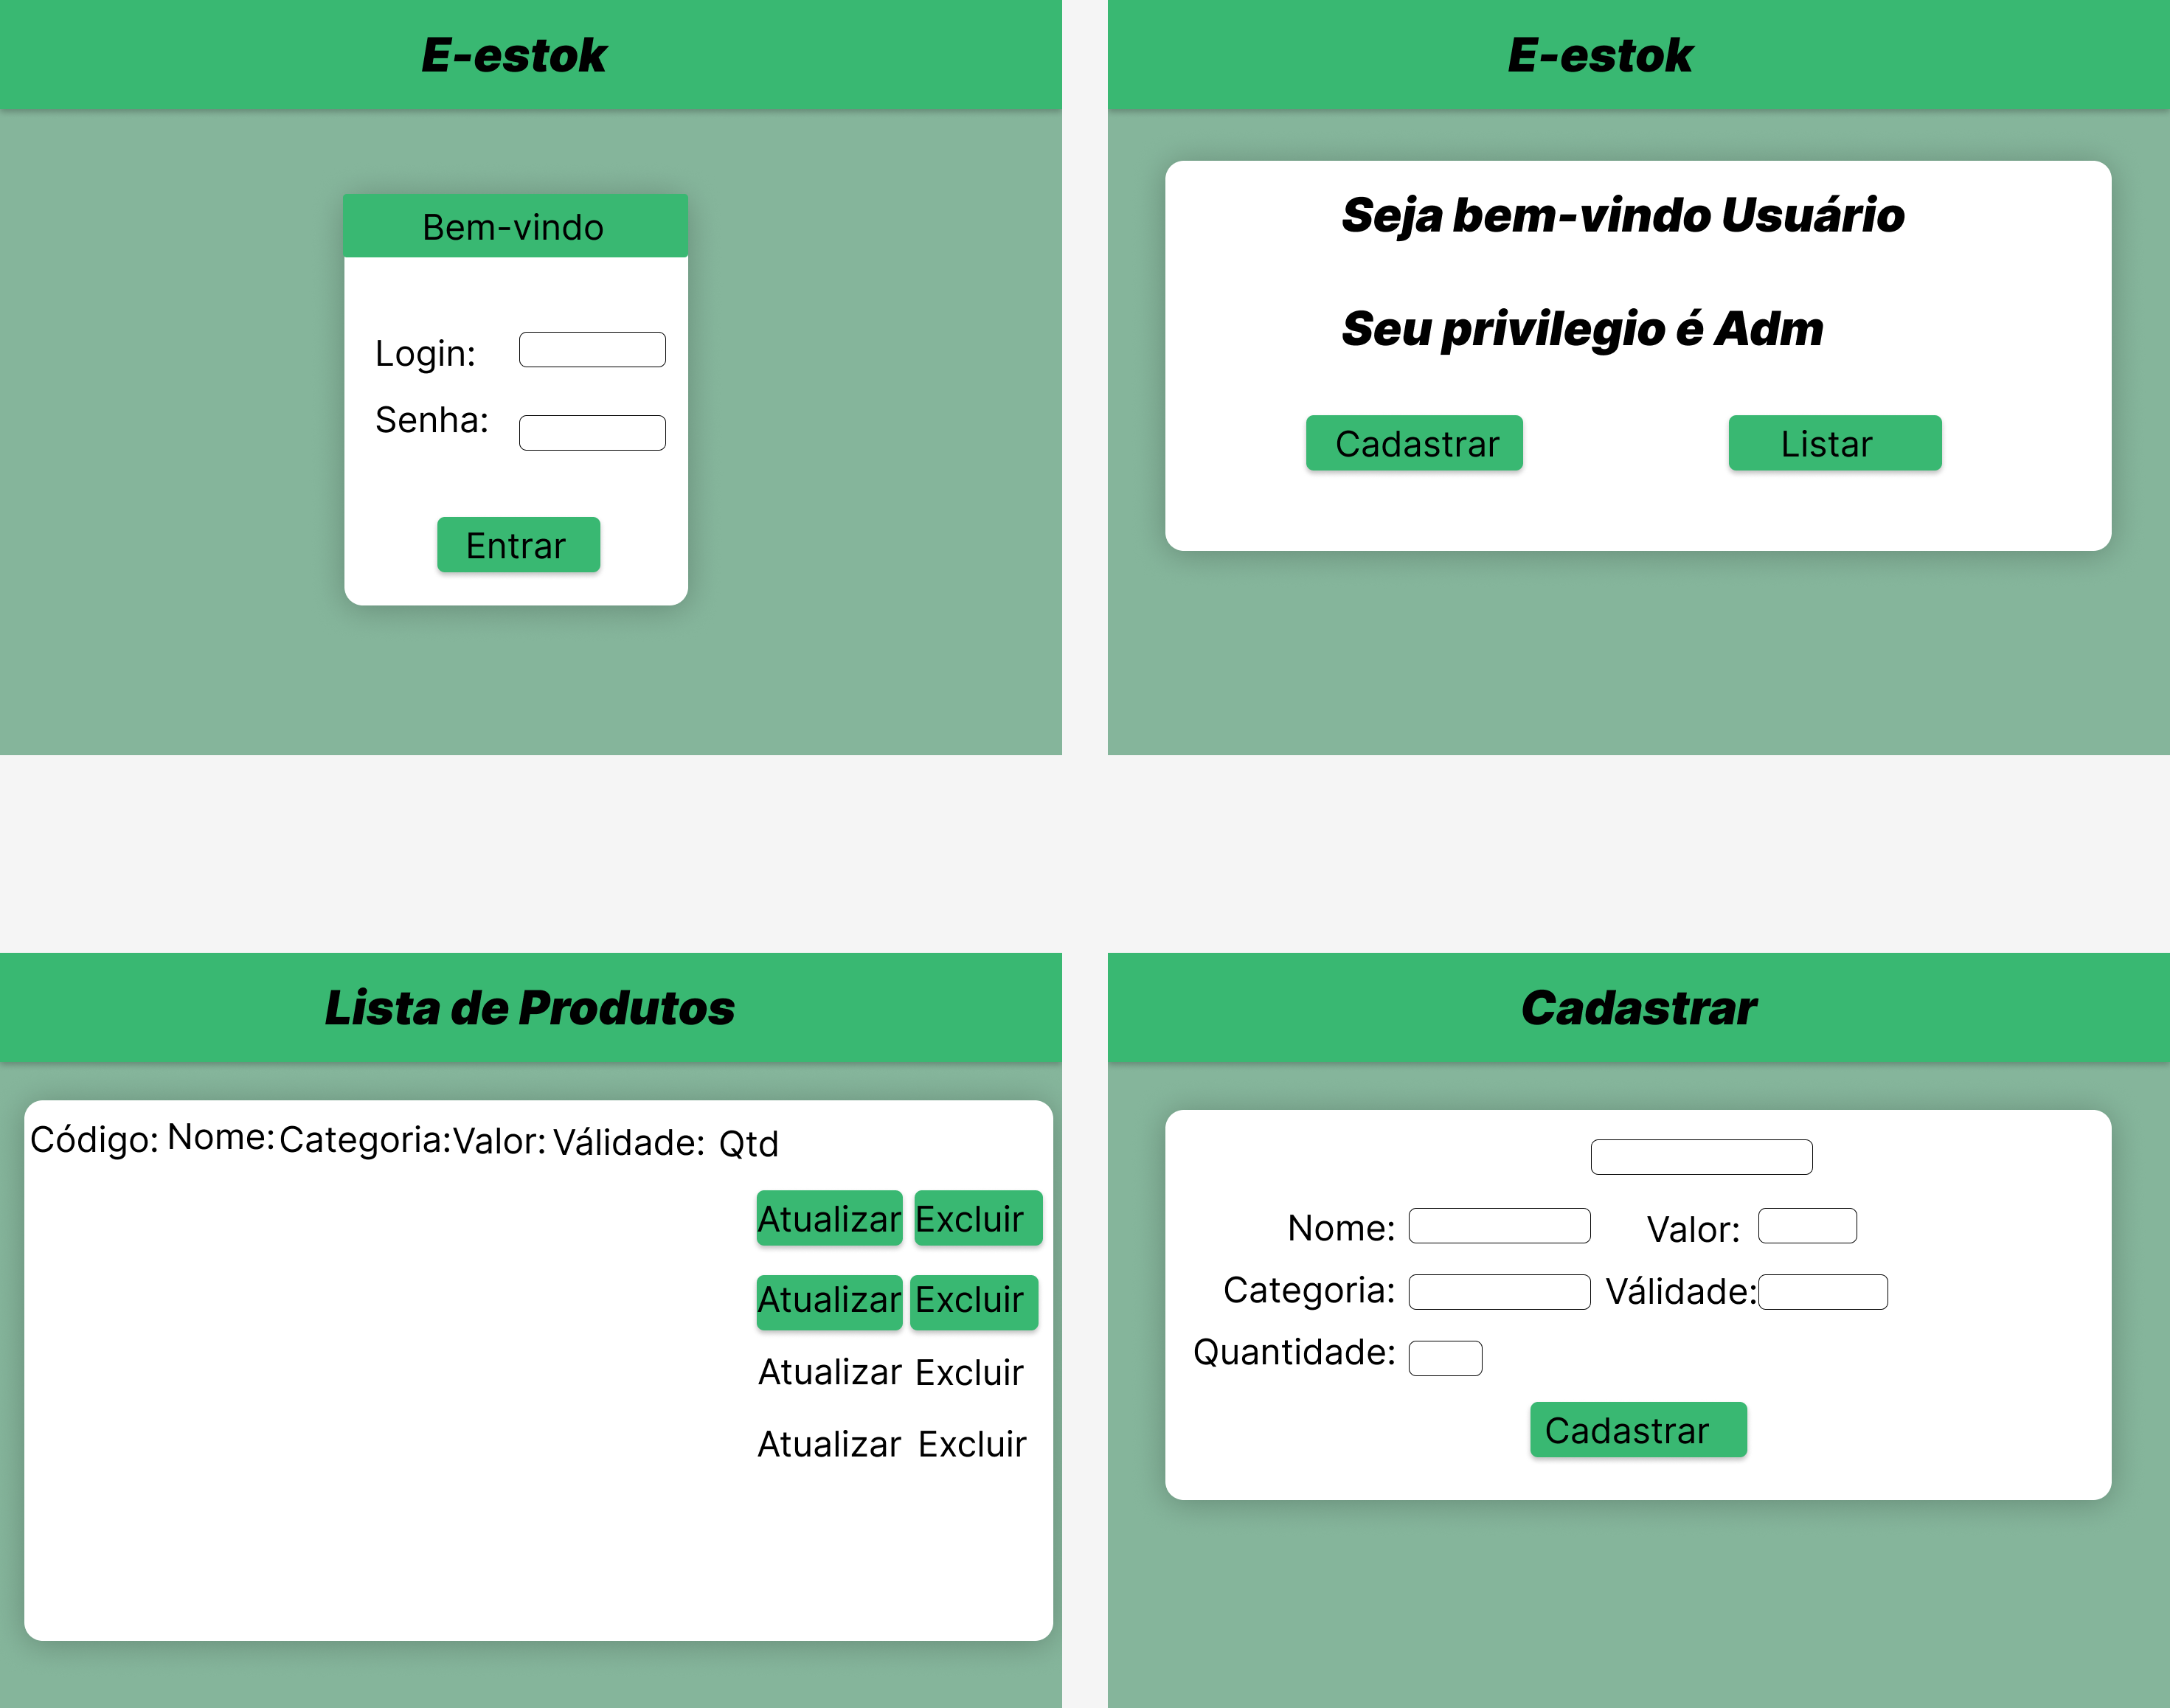 E-estok
Bem-vindo
Login:
Senha:
Entrar
E-estok
Seja bem-vindo Usuário
Seu privilegio é Adm
Cadastrar Listar
Lista de Produtos
Código: Nome: Categoria: Valor: Válidade: Qtd
Atualizar Excluir
Atualizar Excluir
Atualizar Excluir
Atualizar Excluir
Cadastrar
Nome: Valor:
Categoria: Válidade:
Quantidade:
Cadastrar